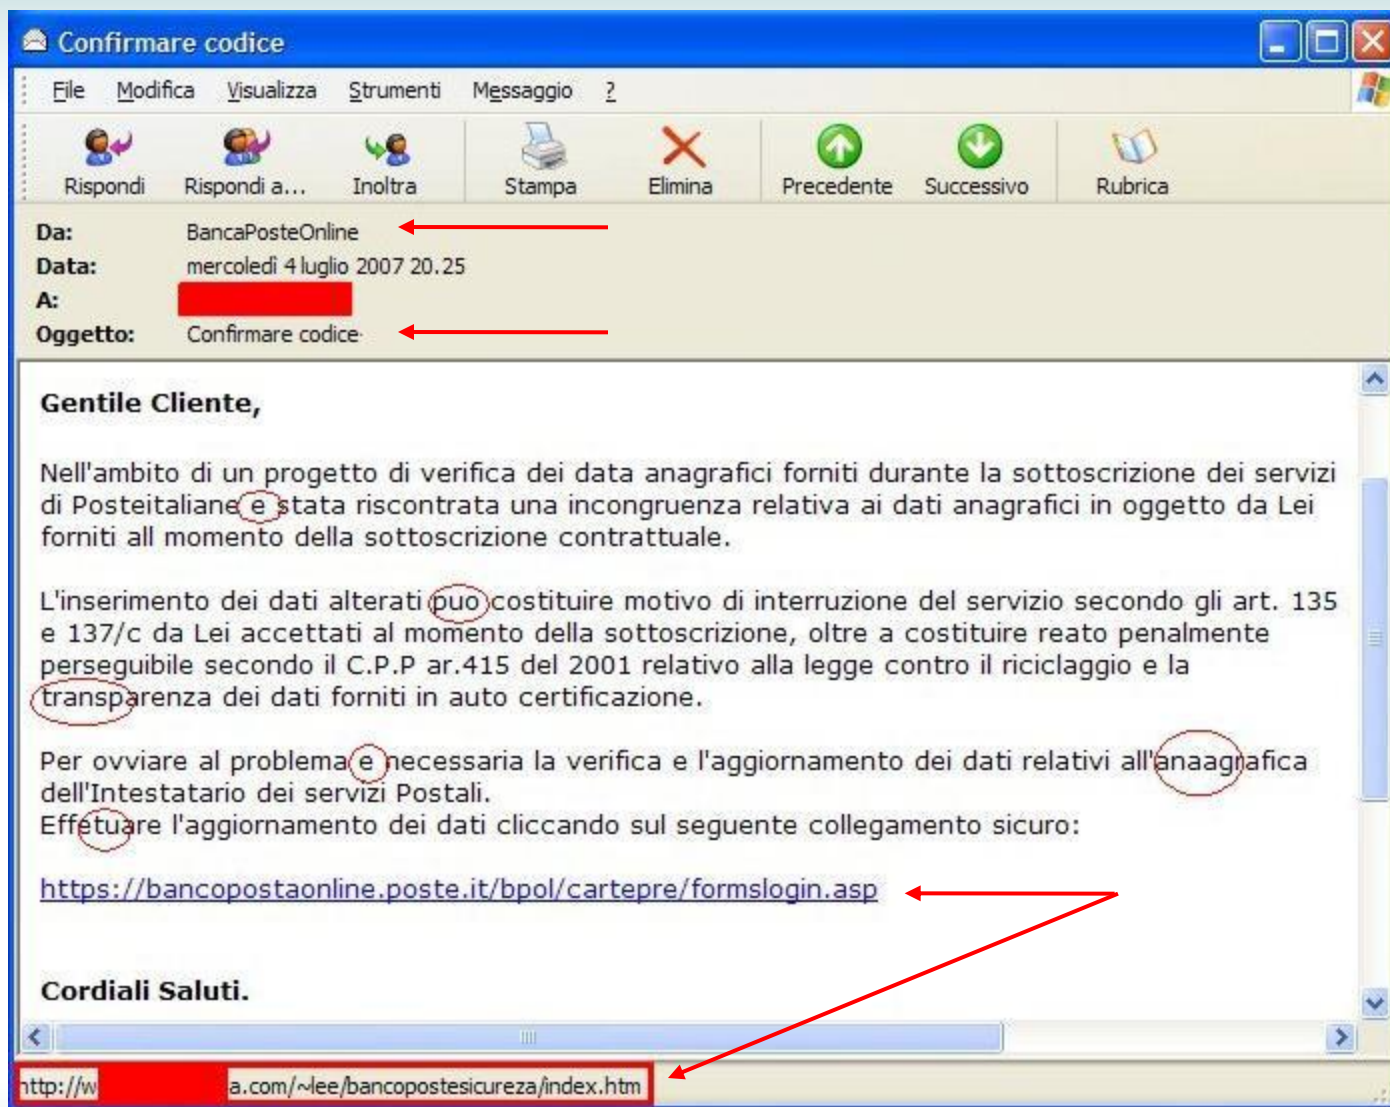 Confirmare codice
File Modifica Visualizza Strumenti Messaggio ?
Rispondi Rispondi a... Inoltra Stampa Elimina Precedente Successivo Rubrica
Da: BancaPosteOnline
Data: mercoledì 4 luglio 2007 20.25
A:
Oggetto: Confirmare codice
Gentile Cliente,
Nell'ambito di un progetto di verifica dei data anagrafici forniti durante la sottoscrizione dei servizi
di Posteitaliane e stata riscontrata una incongruenza relativa ai dati anagrafici in oggetto da Lei
forniti all momento della sottoscrizione contrattuale.
L'inserimento dei dati alterati puo costituire motivo di interruzione del servizio secondo gli art. 135
e 137/c da Lei accettati al momento della sottoscrizione, oltre a costituire reato penalmente
perseguibile secondo il C.P.P ar.415 del 2001 relativo alla legge contro il riciclaggio e la
transparenza dei dati forniti in auto certificazione.
Per ovviare al problema e necessaria la verifica e l'aggiornamento dei dati relativi all'anaagrafica
dell'Intestatario dei servizi Postali.
Effetuare l'aggiornamento dei dati cliccando sul seguente collegamento sicuro:
https://bancopostaonline.poste.it/bpol/cartepre/formslogin.asp
Cordiali Saluti.
http://w a.com/~lee/bancopostesicureza/index.htm